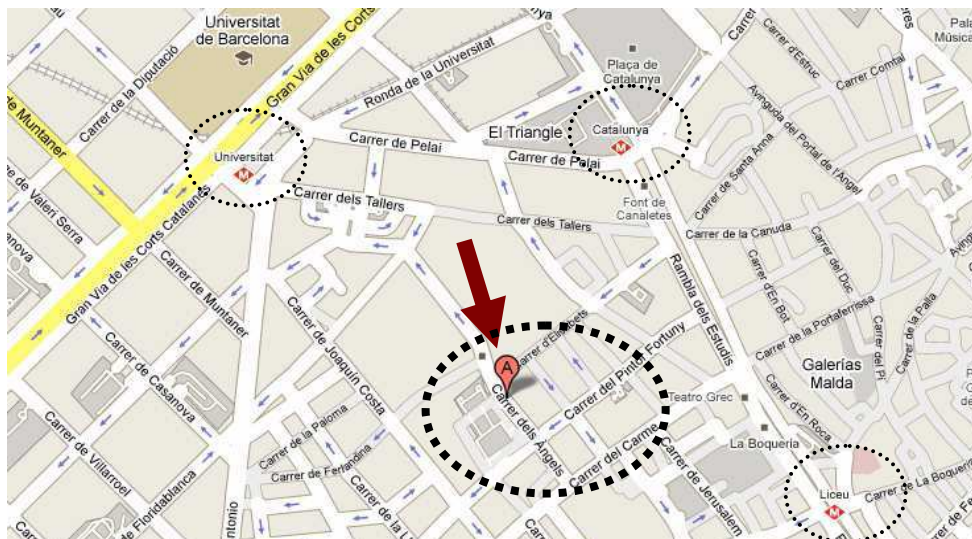 Universitat
de Barcelona
Carrer de la Diputació
Gran Via de les Corts
Ronda de la Universitat
Plaça de
Catalunya
Carrer d'Estruc
Carrer Comtal
de Muntaner
Universitat
M
Carrer de Pelai
El Triangle
Catalunya
M
Carrer de Pelai
Avinguda del Portal de l'Àngel
Carrer de Santa Anna
Font de
Canaletes
de Valeri Serra
Gran Via de les Corts Catalanes
Carrer dels Tallers
Carrer dels Tallers
Carrer de la Canuda
Carrer de Muntaner
Rambla dels Estudis
Carrer del Duc
Carrer d'En Bot
Carrer de la Portaferrissa
Carrer de la Palla
Carrer de Casanova
Carrer de Joaquín Costa
Carrer d'Elisabets
A
Carrer del Pintor Fortuny
Galerías
Malda
Carrer del Pi
Teatro Grec
Carrer d'En Roca
La Boquería
Carrer de la Paloma
Carrer de Ferlandina
Carrer dels Àngels
Carrer del Carme
Carrer de Jerusalem
Carrer de Villarroel
Floridablanca
Liceu
M
Carrer de La Boqueria